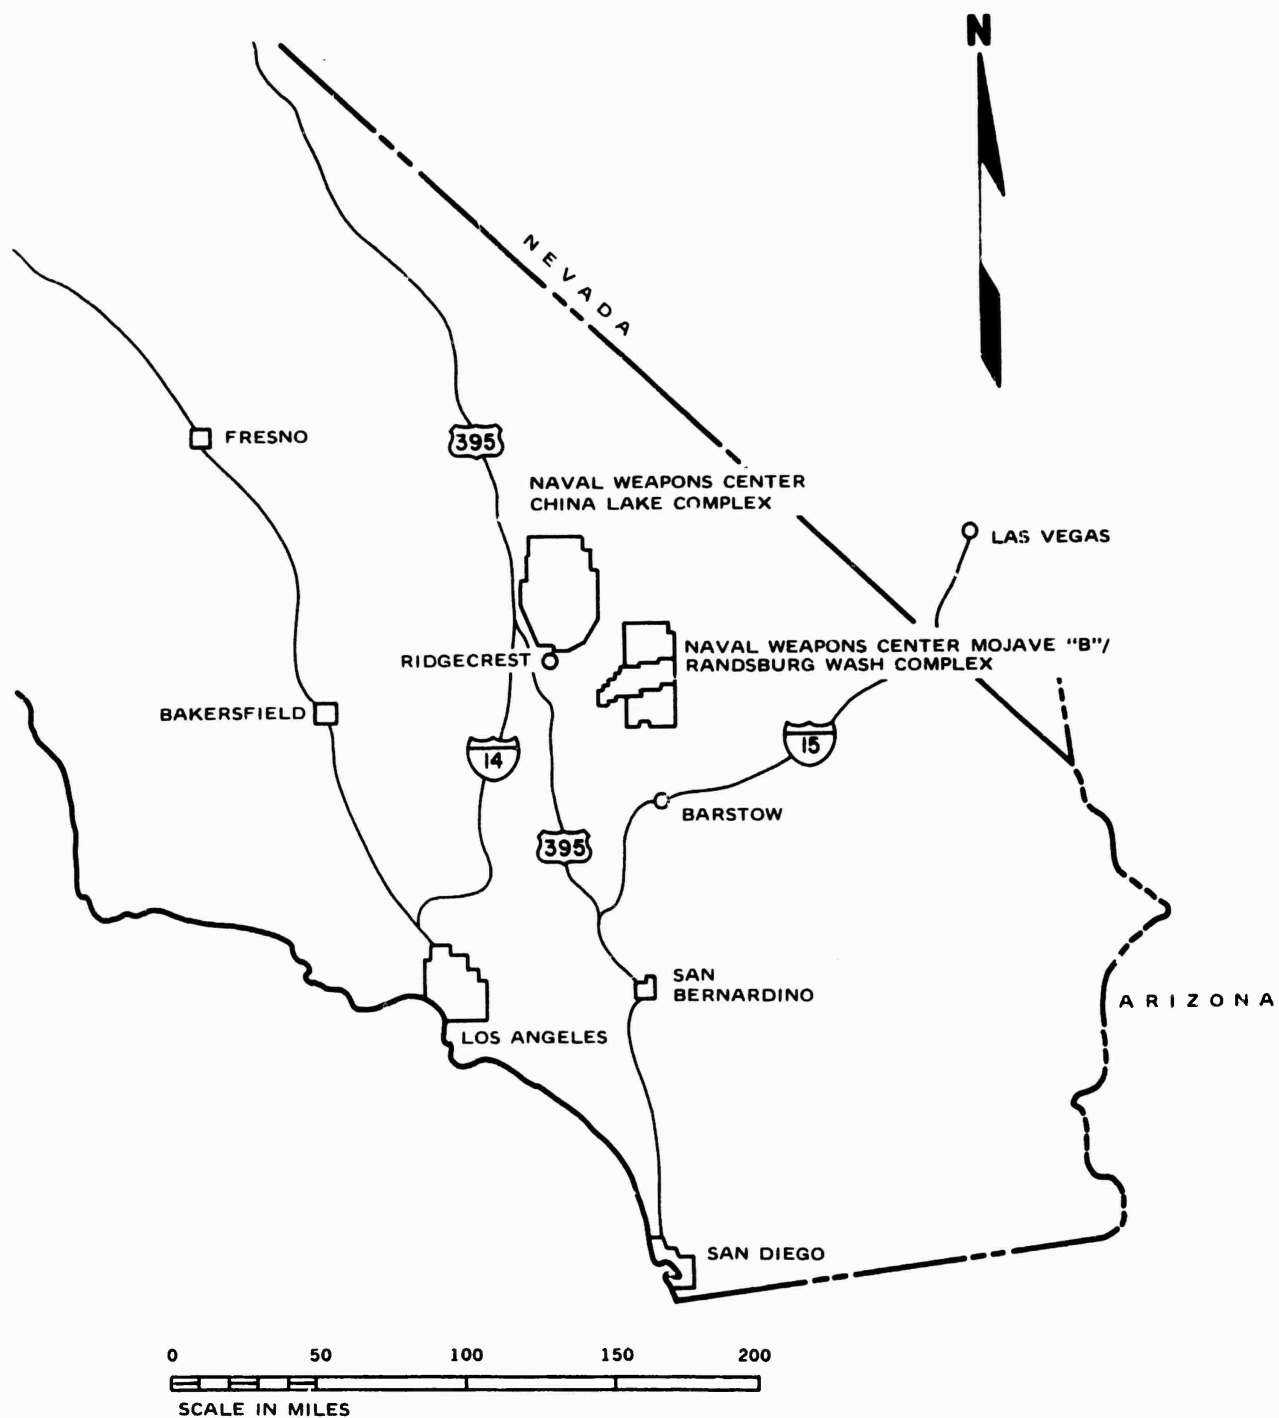 N
NEVADA
FRESNO
395
NAVAL WEAPONS CENTER
CHINA LAKE COMPLEX
LAS VEGAS
NAVAL WEAPONS CENTER MOJAVE "B"/
RANDSBURG WASH COMPLEX
RIDGECREST
BAKERSFIELD
14
15
BARSTOW
395
SAN
BERNARDINO
ARIZONA
LOS ANGELES
SAN DIEGO
0 50 100 150 200
SCALE IN MILES